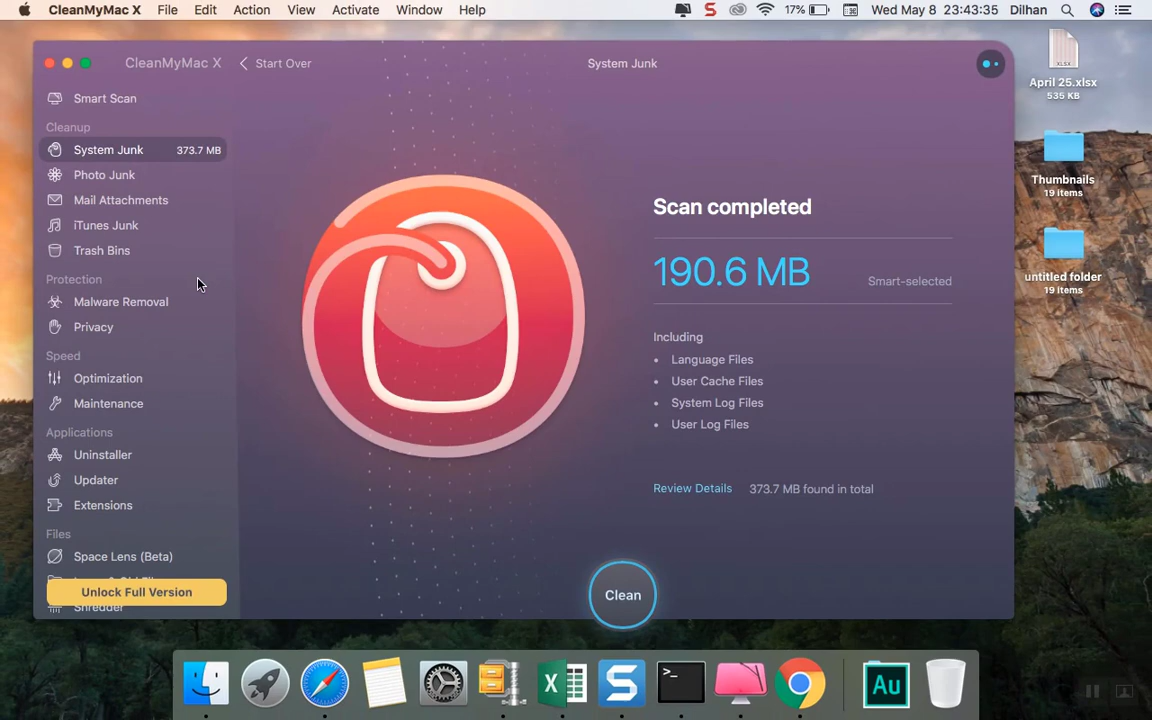 CleanMyMac X File Edit Action View Activate Window Help 17% Wed May 8 23:43:35 Dilhan
CleanMyMac X Start Over System Junk
Smart Scan
Cleanup
System Junk 373.7 MB
Photo Junk
Mail Attachments
iTunes Junk
Trash Bins
Protection
Malware Removal
Privacy
Speed
Optimization
Maintenance
Applications
Uninstaller
Updater
Extensions
Files
Space Lens (Beta)
Unlock Full Version
Shredder
Scan completed
190.6 MB Smart-selected
Including
• Language Files
• User Cache Files
• System Log Files
• User Log Files
Review Details 373.7 MB found in total
Clean
XLSX
April 25.xlsx
535 KB
Thumbnails
19 items
untitled folder
19 items
S
Au